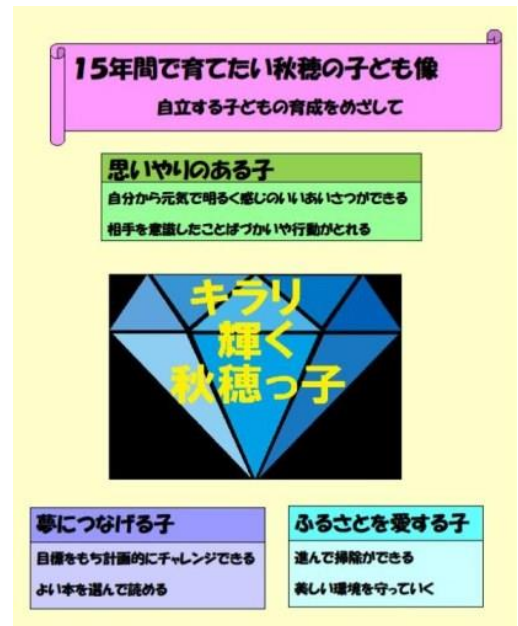 15年間で育てたい秋穂の子ども像
自立する子どもの育成をめざして
思いやりのある子
自分から元気で明るく感じのいいあいさつができる
相手を意識したことばづかいや行動がとれる
キラリ
輝く
秋穂っ子
夢につなげる子
目標をもち計画的にチャレンジできる
よい本を選んで読める
ふるさとを愛する子
進んで掃除ができる
美しい環境を守っていく